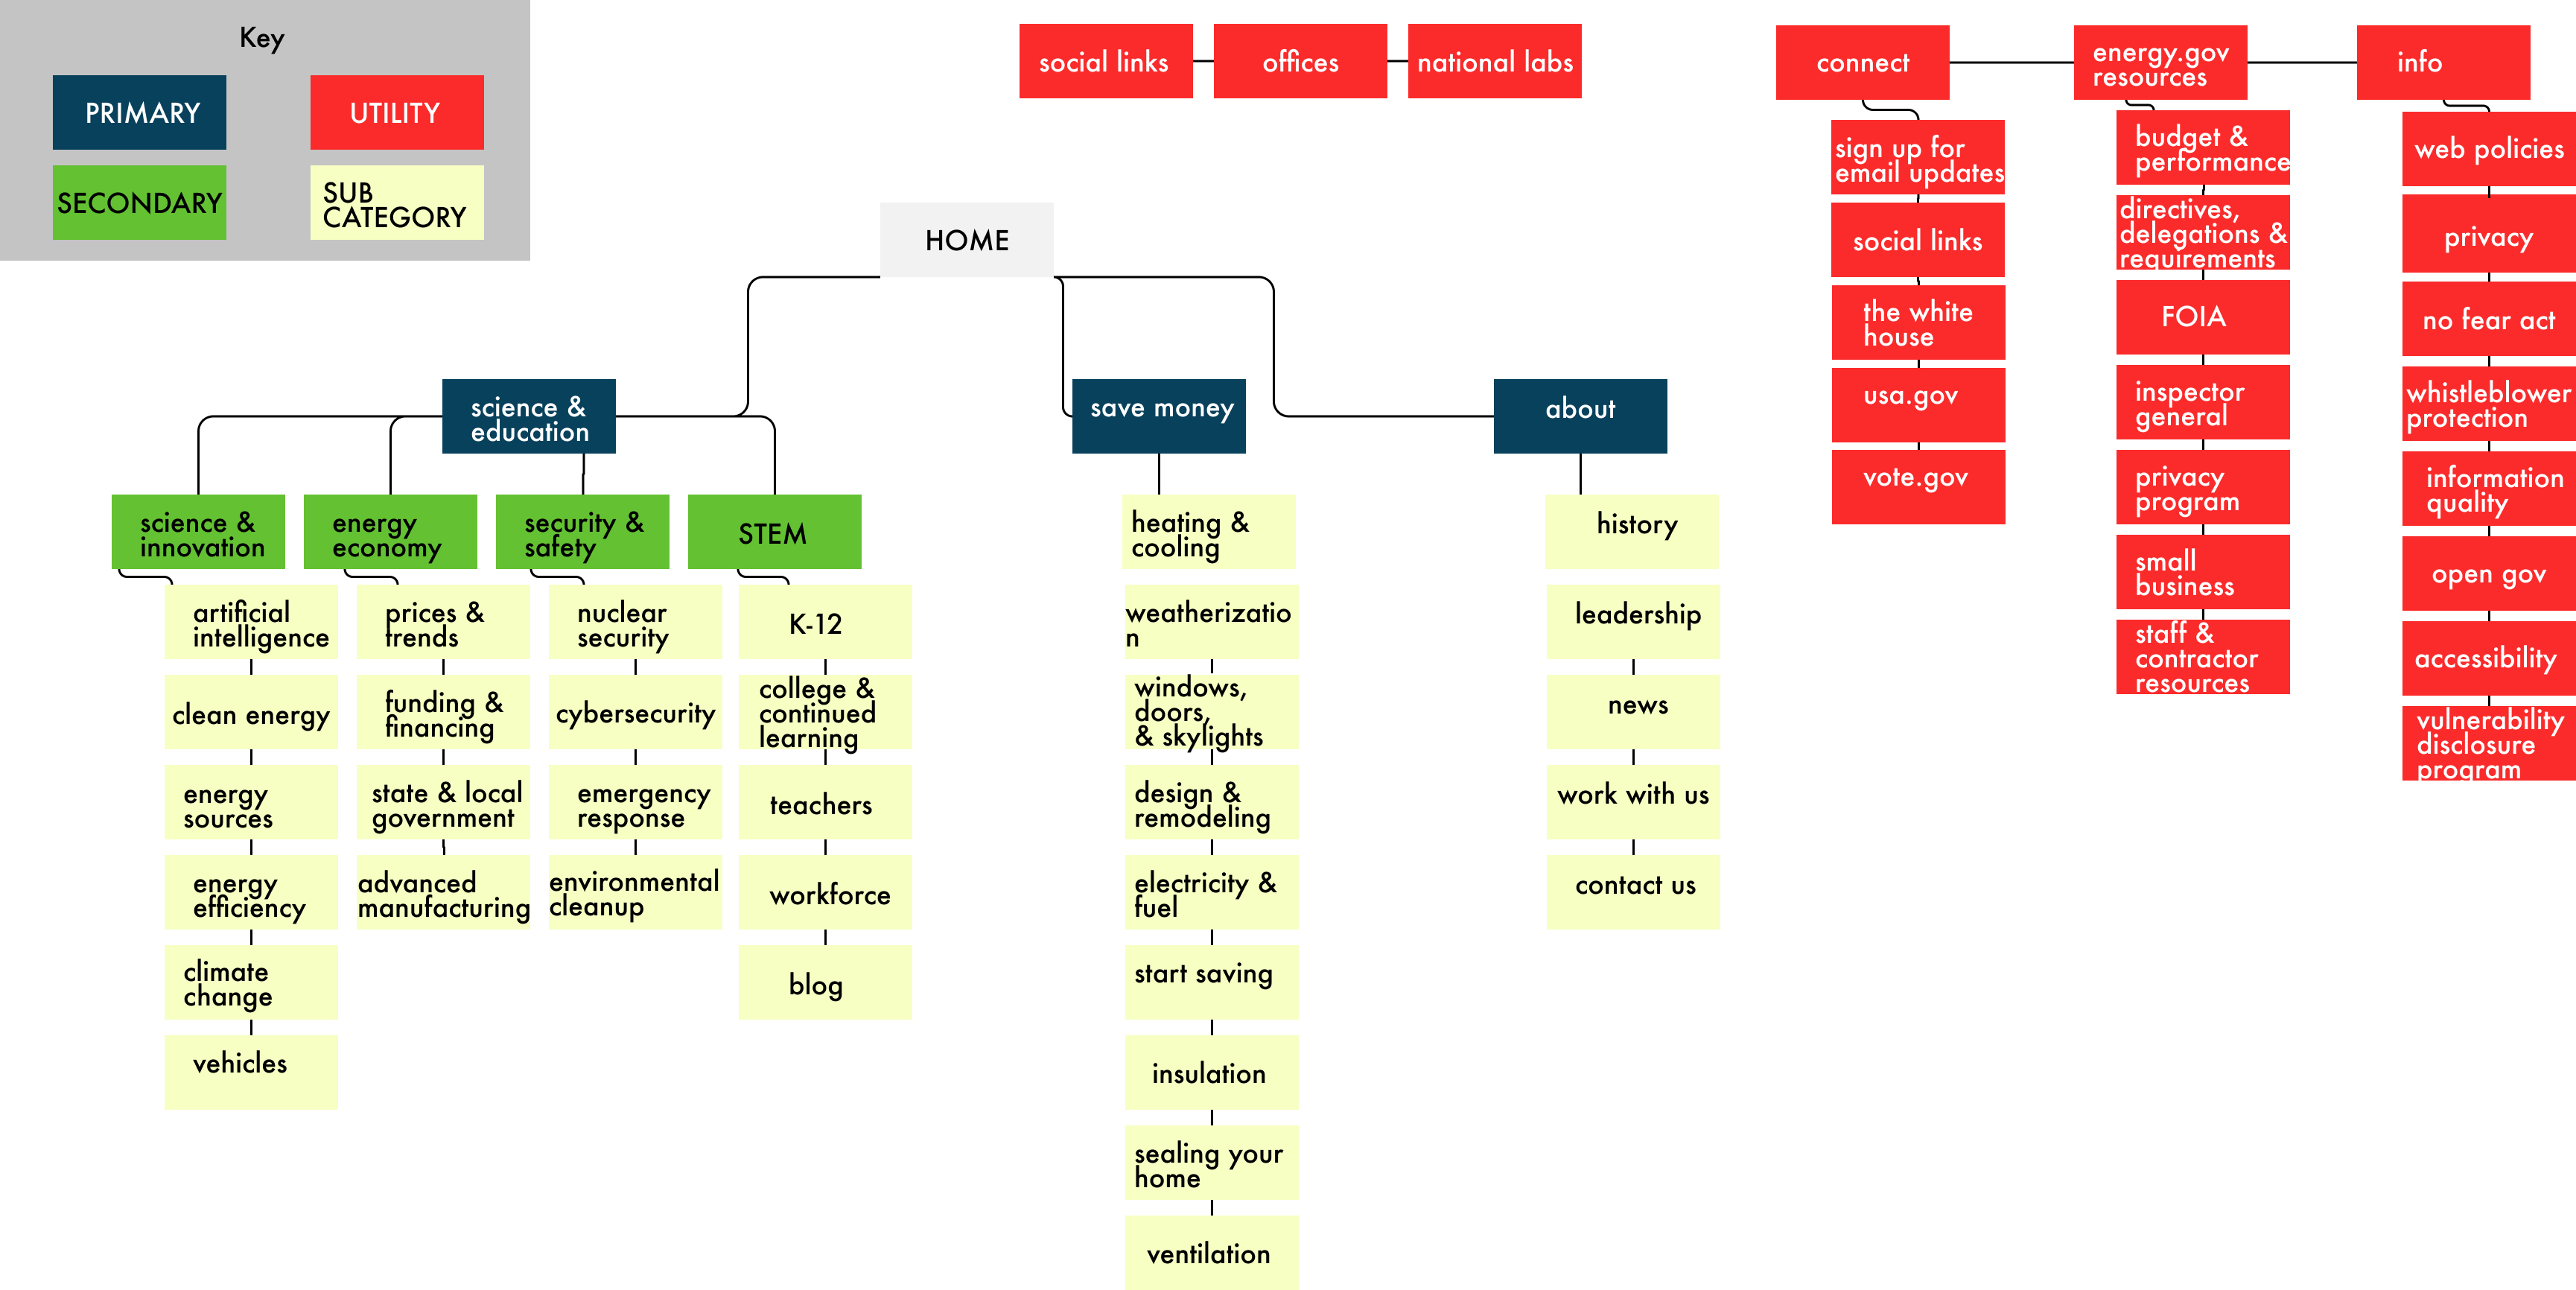 Key
PRIMARY
UTILITY
SECONDARY
SUB
CATEGORY
social links
offices
national labs
connect
energy.gov
resources
info
sign up for
email updates
social links
the white
house
usa.gov
vote.gov
budget &
performance
directives,
delegations &
requirements
FOIA
inspector
general
privacy
program
small
business
staff &
contractor
resources
web policies
privacy
no fear act
whistleblower
protection
information
quality
open gov
accessibility
vulnerability
disclosure
program
HOME
science &
education
save money
about
science &
innovation
artificial
intelligence
clean energy
energy
sources
energy
efficiency
climate
change
vehicles
energy
economy
prices &
trends
funding &
financing
state & local
government
advanced
manufacturing
security &
safety
nuclear
security
cybersecurity
emergency
response
environmental
cleanup
STEM
K-12
college &
continued
learning
teachers
workforce
blog
heating &
cooling
weatherizatio
n
windows,
doors,
& skylights
design &
remodeling
electricity &
fuel
start saving
insulation
sealing your
home
ventilation
history
leadership
news
work with us
contact us